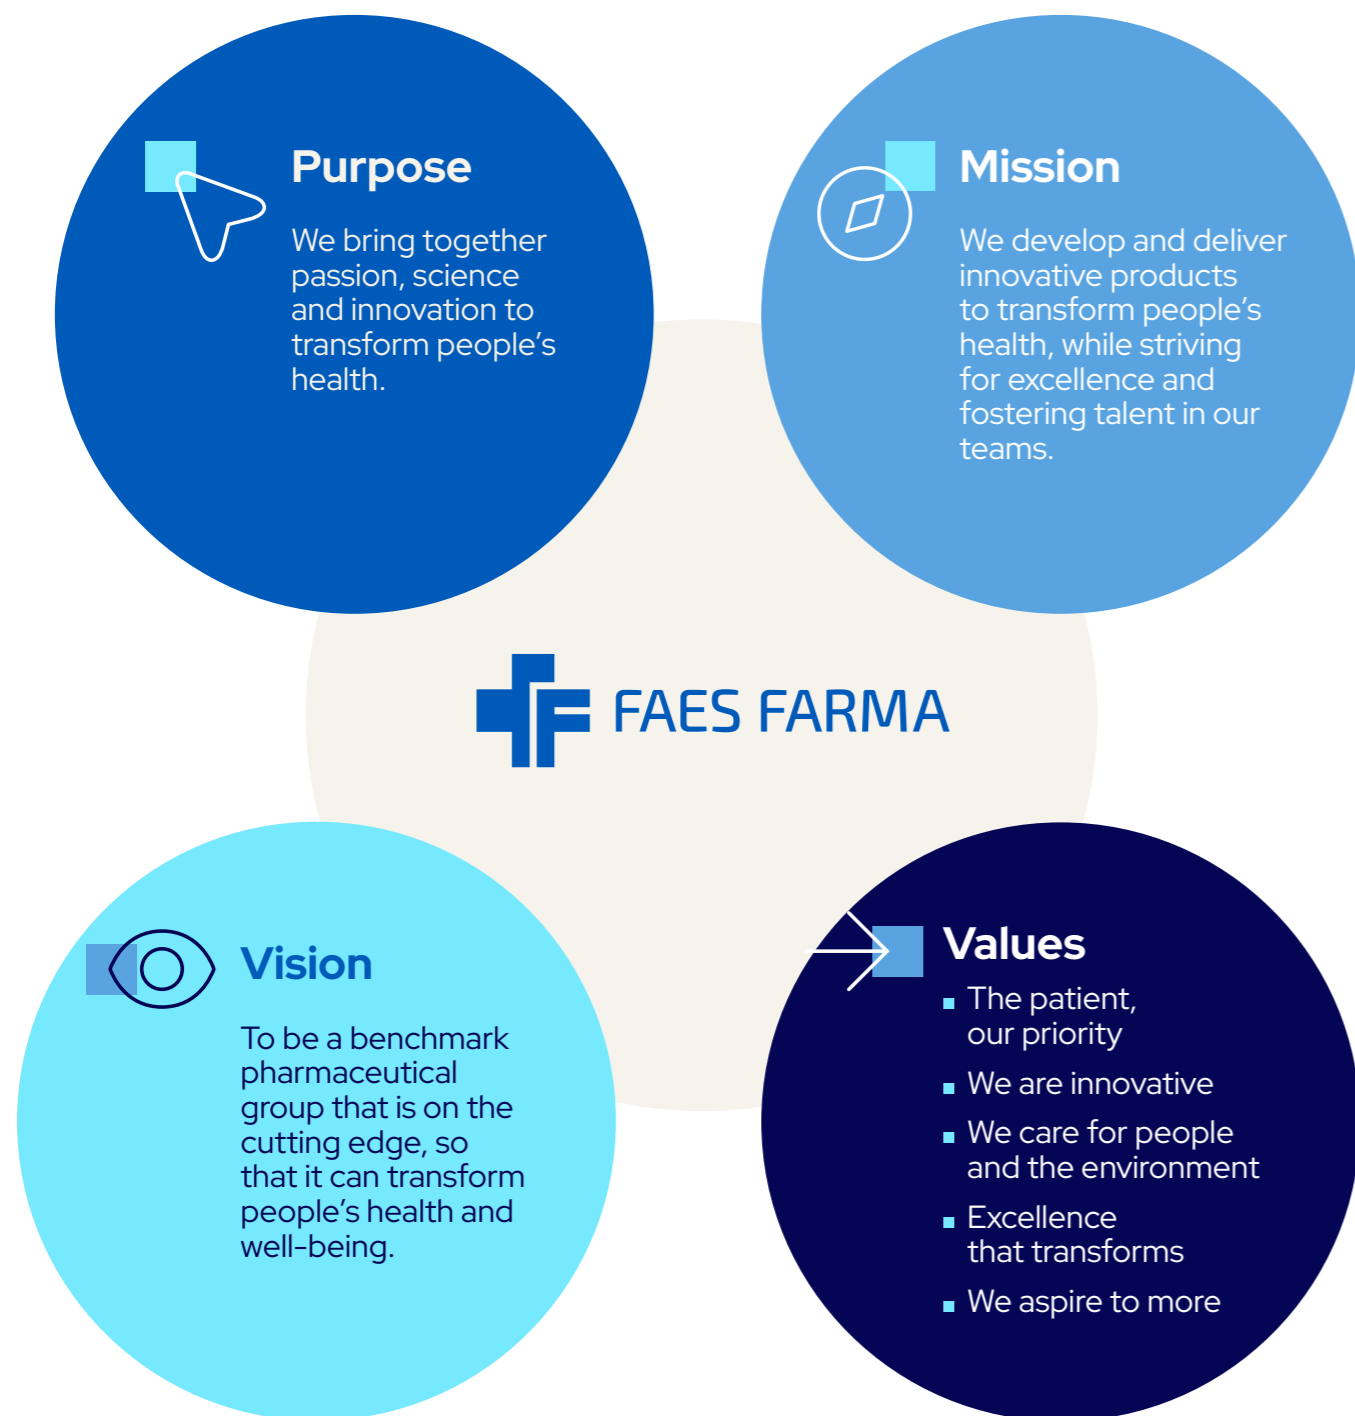 Purpose
We bring together
passion, science
and innovation to
transform people’s
health.
Mission
We develop and deliver
innovative products
to transform people’s
health, while striving
for excellence and
fostering talent in our
teams.
FAES FARMA
Vision
To be a benchmark
pharmaceutical
group that is on the
cutting edge, so
that it can transform
people’s health and
well-being.
Values
The patient,
our priority
We are innovative
We care for people
and the environment
Excellence
that transforms
We aspire to more